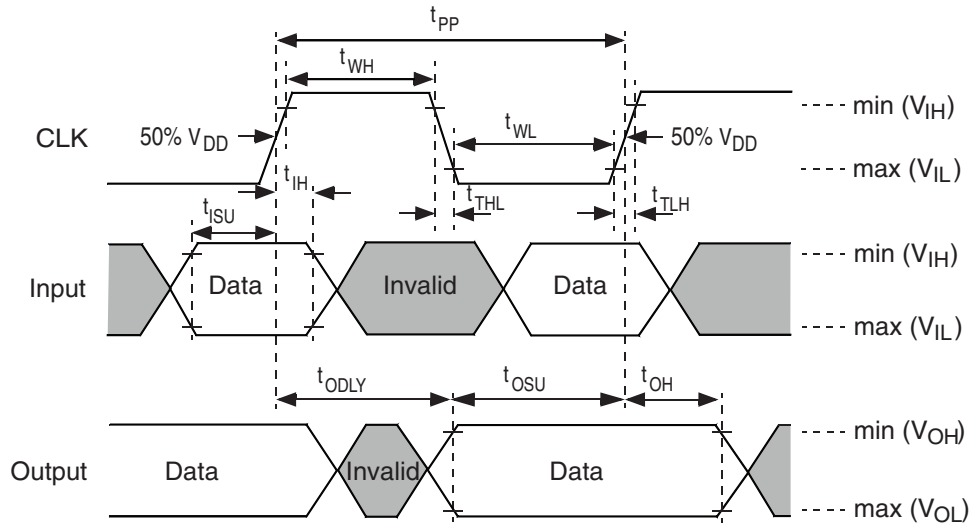 tPP
tWH
min (VIH)
CLK
50% VDD
tWL
50% VDD
max (VIL)
tIH
tTHL
tTLH
tISU
min (VIH)
Input
Data
Invalid
Data
max (VIL)
tODLY
tOSU
tOH
min (VOH)
Output
Data
Invalid
Data
max (VOL)